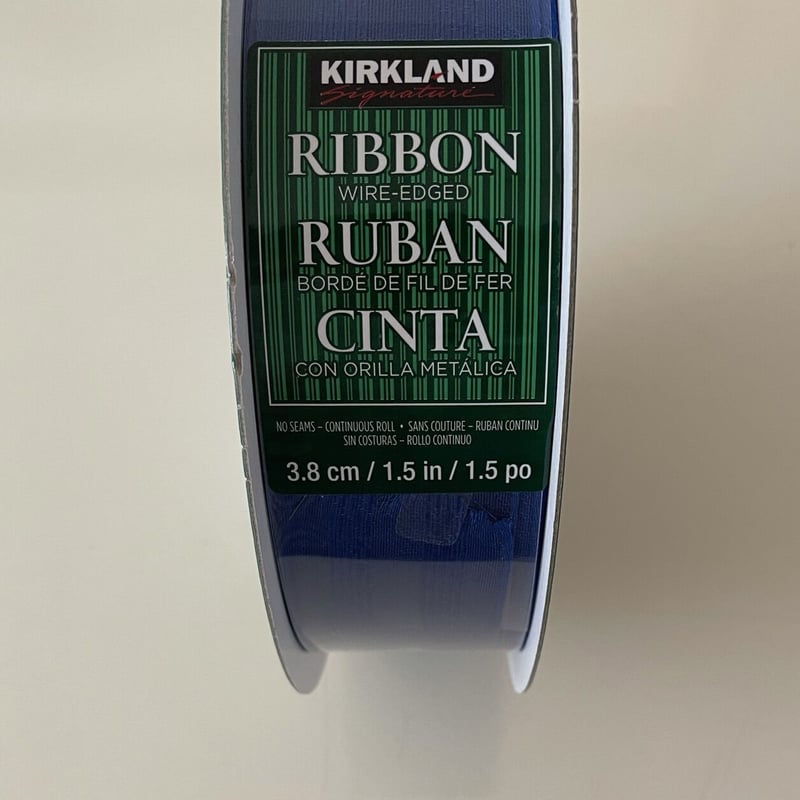 KIRKLAND
Signature
RIBBON
WIRE-EDGED
RUBAN
BORDÉ DE FIL DE FER
CINTA
CON ORILLA METÁLICA
NO SEAMS – CONTINUOUS ROLL • SANS COUTURE – RUBAN CONTINU
SIN COSTURAS – ROLLO CONTINUO
3.8 cm / 1.5 in / 1.5 po